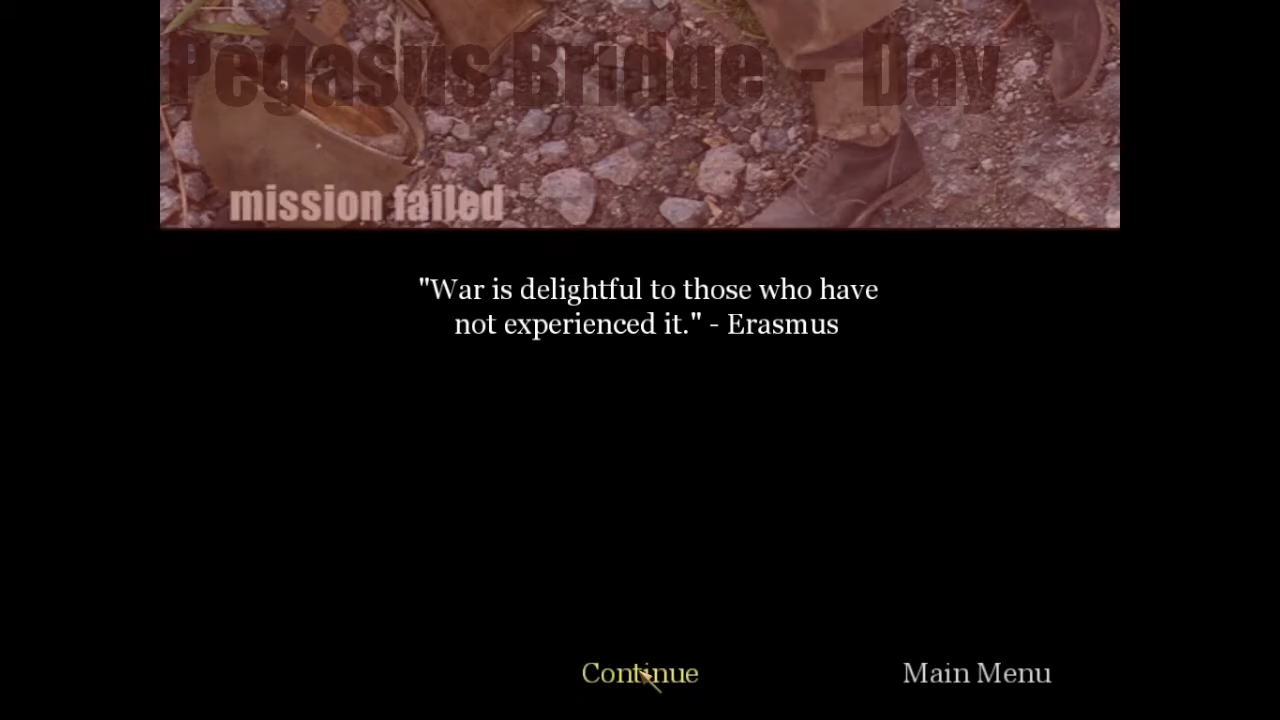 Pegasus Bridge - Day
mission failed
"War is delightful to those who have
not experienced it." - Erasmus
Continue
Main Menu